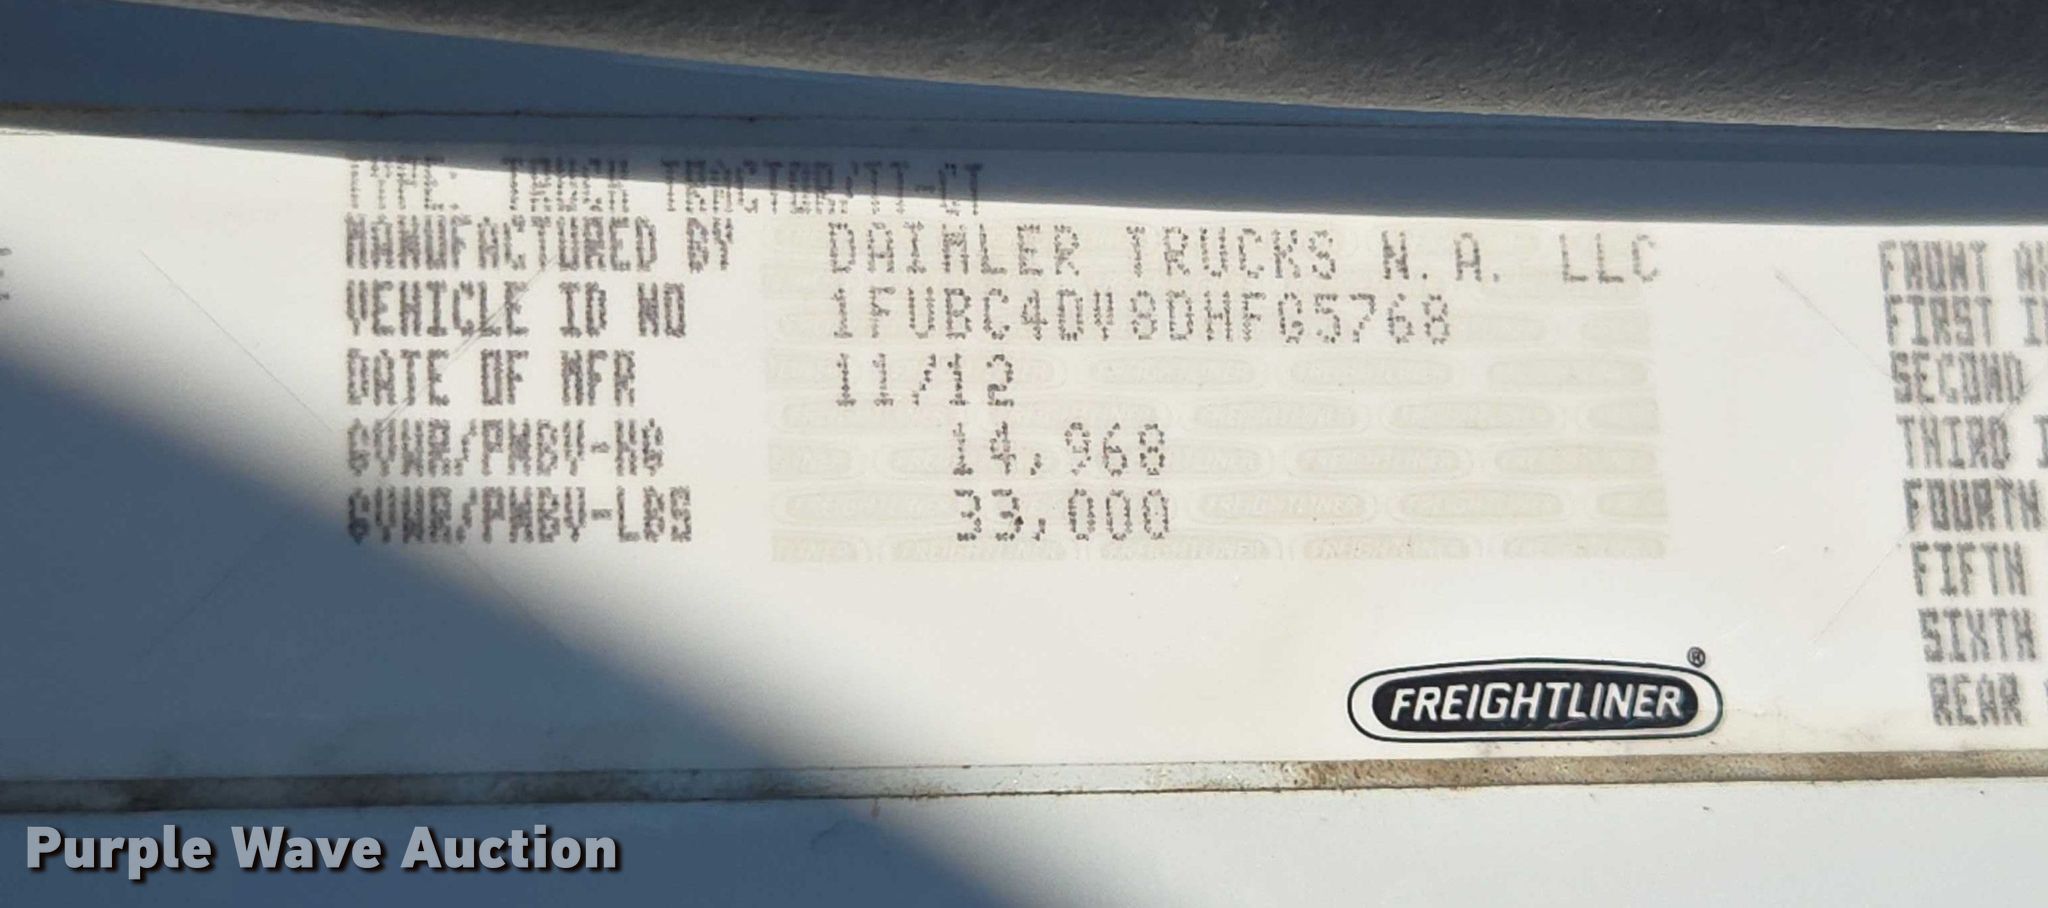 TYPE: TRUCK TRACTOR/TT-CT
MANUFACTURED BY DAIMLER TRUCKS N.A. LLC
VEHICLE ID NO 1FUBC4DV8DHFG5768
DATE OF MFR 11/12
GVWR/PNBV-KG 14,968
GVWR/PNBV-LBS 33,000
FREIGHTLINER ®
FRONT
FIRST
SECOND
THIRD
FOURTH
FIFTH
SIXTH
REAR
Purple Wave Auction